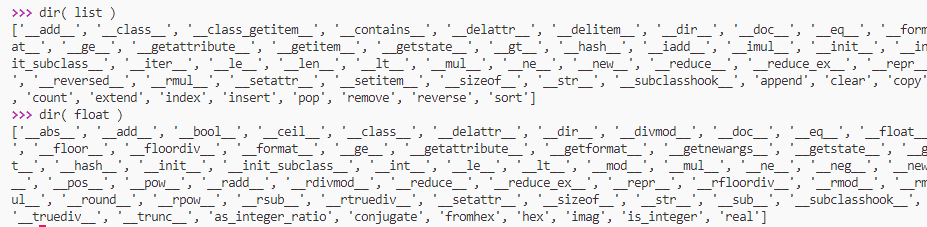 >>> dir( list )
['__add__', '__class__', '__class_getitem__', '__contains__', '__delattr__', '__delitem__', '__dir__', '__doc__', '__eq__', '__form
at__', '__ge__', '__getattribute__', '__getitem__', '__getstate__', '__gt__', '__hash__', '__iadd__', '__imul__', '__init__', '__in
it_subclass__', '__iter__', '__le__', '__len__', '__lt__', '__mul__', '__ne__', '__new__', '__reduce__', '__reduce_ex__', '__repr__
', '__reversed__', '__rmul__', '__setattr__', '__setitem__', '__sizeof__', '__str__', '__subclasshook__', 'append', 'clear', 'copy'
, 'count', 'extend', 'index', 'insert', 'pop', 'remove', 'reverse', 'sort']
>>> dir( float )
['__abs__', '__add__', '__bool__', '__ceil__', '__class__', '__delattr__', '__dir__', '__divmod__', '__doc__', '__eq__', '__float__
', '__floor__', '__floordiv__', '__format__', '__ge__', '__getattribute__', '__getformat__', '__getnewargs__', '__getstate__', '__g
t__', '__hash__', '__init__', '__init_subclass__', '__int__', '__le__', '__lt__', '__mod__', '__mul__', '__ne__', '__neg__', '__new
__', '__pos__', '__pow__', '__radd__', '__rdivmod__', '__reduce__', '__reduce_ex__', '__repr__', '__rfloordiv__', '__rmod__', '__rm
ul__', '__round__', '__rpow__', '__rsub__', '__rtruediv__', '__setattr__', '__sizeof__', '__str__', '__sub__', '__subclasshook__',
'__truediv__', '__trunc__', 'as_integer_ratio', 'conjugate', 'fromhex', 'hex', 'imag', 'is_integer', 'real']